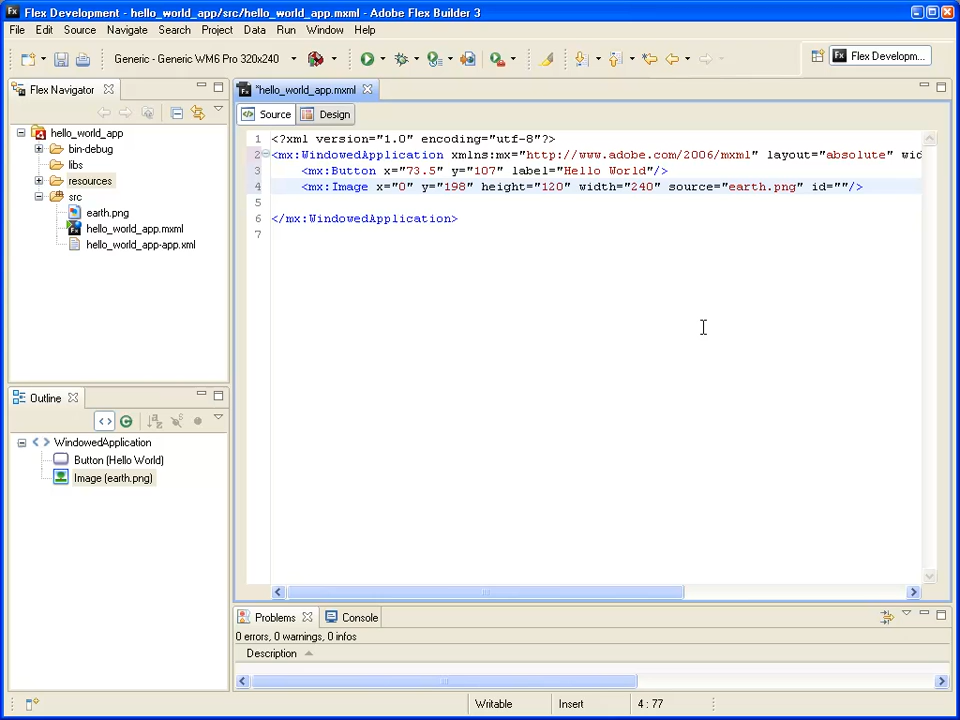 Flex Development - hello_world_app/src/hello_world_app.mxml - Adobe Flex Builder 3
File Edit Source Navigate Search Project Data Run Window Help
Generic - Generic WM6 Pro 320x240
Flex Developm...
Flex Navigator
hello_world_app
bin-debug
libs
resources
src
earth.png
hello_world_app.mxml
hello_world_app-app.xml
Outline
WindowedApplication
Button (Hello World)
Image (earth.png)
*hello_world_app.mxml
Source Design
1 <?xml version="1.0" encoding="utf-8"?>
2 <mx:WindowedApplication xmlns:mx="http://www.adobe.com/2006/mxml" layout="absolute" wid
3 <mx:Button x="73.5" y="107" label="Hello World"/>
4 <mx:Image x="0" y="198" height="120" width="240" source="earth.png" id=""/>
5
6 </mx:WindowedApplication>
7
Problems Console
0 errors, 0 warnings, 0 infos
Description
Writable Insert 4 : 77